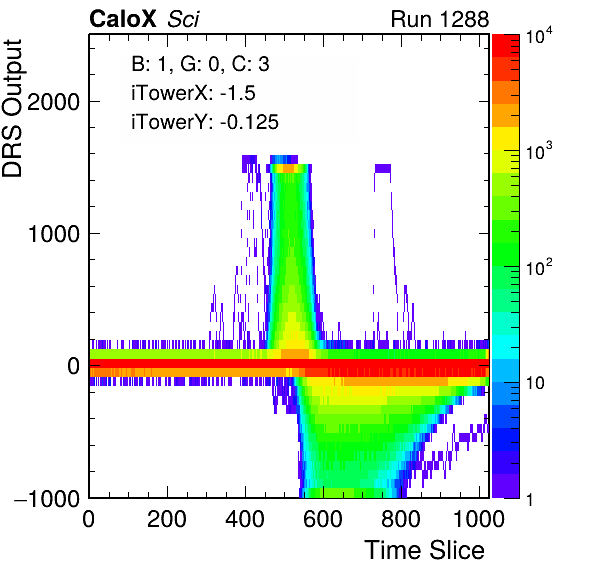 CaloX Sci
Run 1288
B: 1, G: 0, C: 3
iTowerX: -1.5
iTowerY: -0.125
DRS Output
2000
1000
0
−1000
0 200 400 600 800 1000
Time Slice
10⁴
10³
10²
10
1